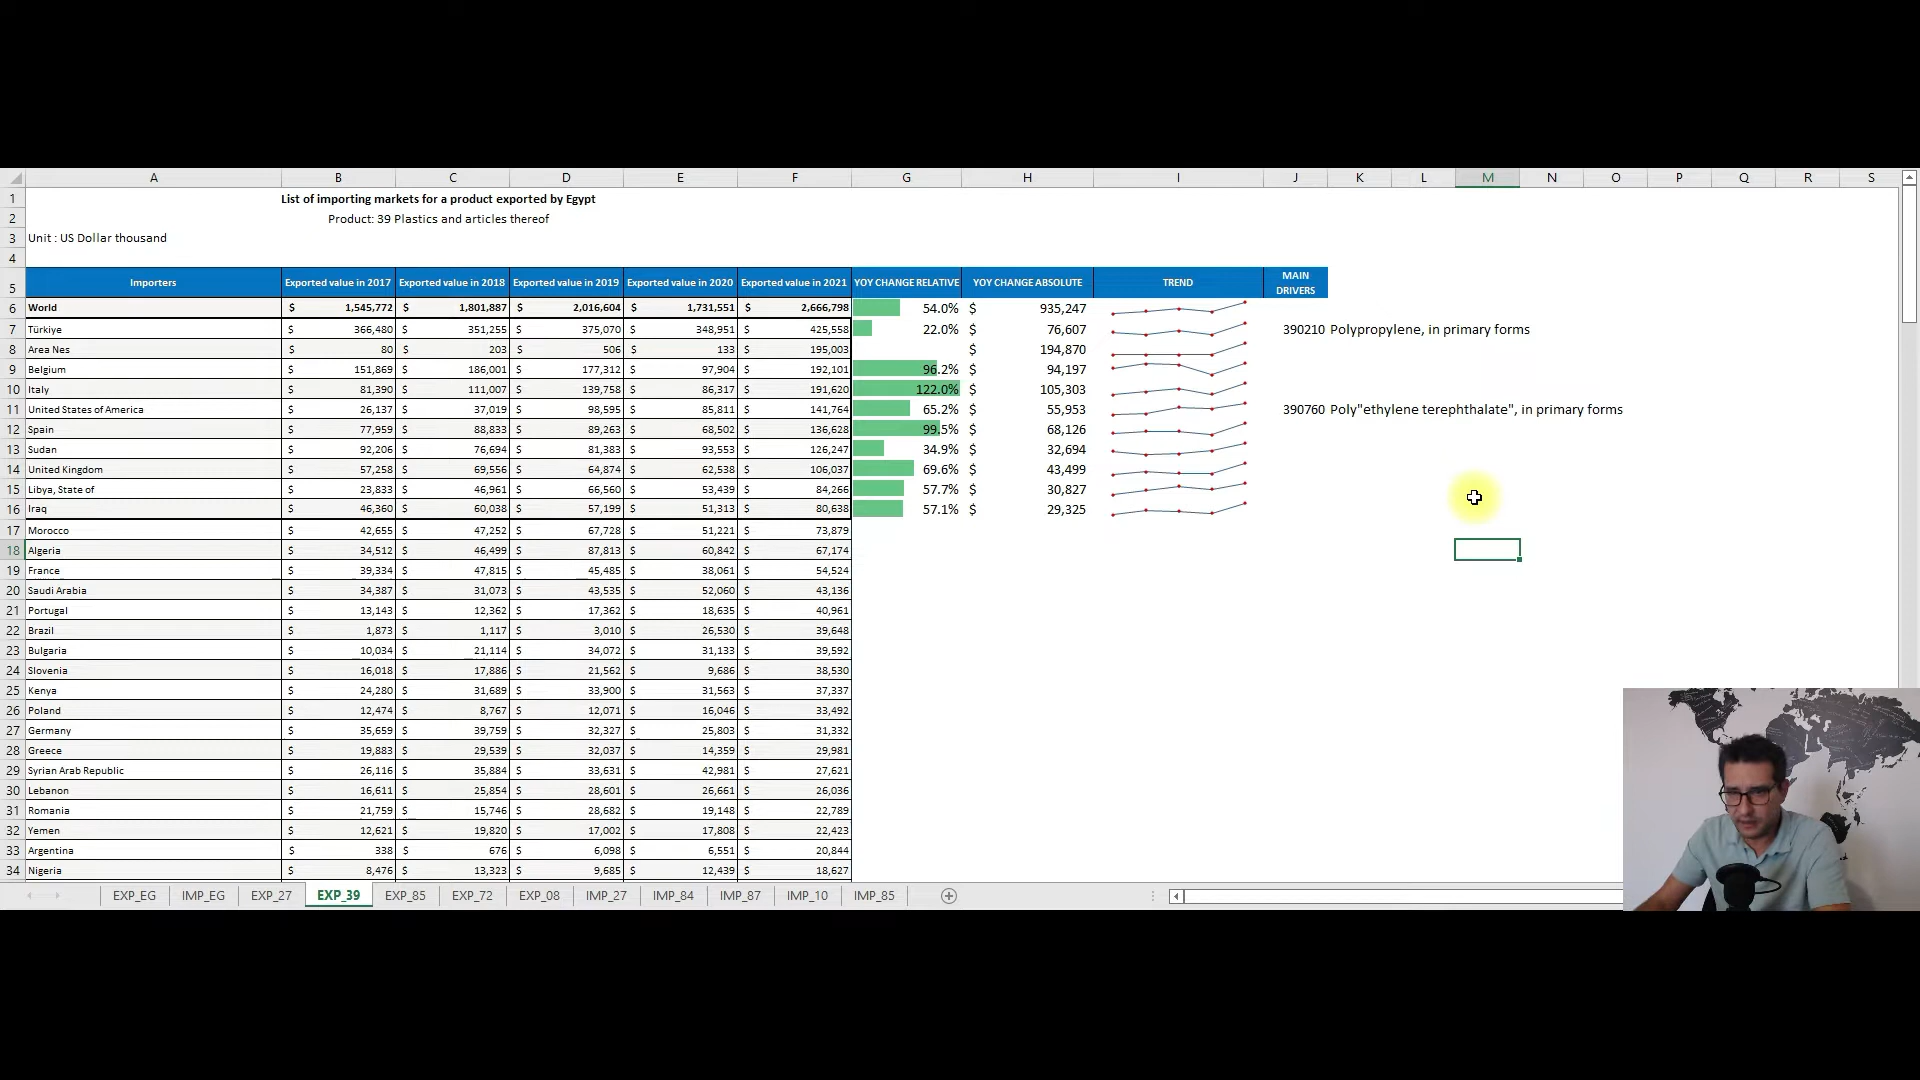 A B C D E F G H I J K L M N O P Q R S
1 List of importing markets for a product exported by Egypt
2 Product: 39 Plastics and articles thereof
3 Unit : US Dollar thousand
4
5 Importers Exported value in 2017 Exported value in 2018 Exported value in 2019 Exported value in 2020 Exported value in 2021 YOY CHANGE RELATIVE YOY CHANGE ABSOLUTE TREND MAIN DRIVERS
6 World $ 1,545,772 $ 1,801,887 $ 2,016,604 $ 1,731,551 $ 2,666,798 54.0% $ 935,247
7 Türkiye $ 366,480 $ 351,255 $ 375,070 $ 348,951 $ 425,558 22.0% $ 76,607 390210 Polypropylene, in primary forms
8 Area Nes $ 80 $ 203 $ 506 $ 133 $ 195,003 $ 194,870
9 Belgium $ 151,869 $ 186,001 $ 177,312 $ 97,904 $ 192,101 96.2% $ 94,197
10 Italy $ 81,390 $ 111,007 $ 139,758 $ 86,317 $ 191,620 122.0% $ 105,303
11 United States of America $ 26,137 $ 37,019 $ 98,595 $ 85,811 $ 141,764 65.2% $ 55,953 390760 Poly"ethylene terephthalate", in primary forms
12 Spain $ 77,959 $ 88,833 $ 89,263 $ 68,502 $ 136,628 99.5% $ 68,126
13 Sudan $ 92,206 $ 76,694 $ 81,383 $ 93,553 $ 126,247 34.9% $ 32,694
14 United Kingdom $ 57,258 $ 69,556 $ 64,874 $ 62,538 $ 106,037 69.6% $ 43,499
15 Libya, State of $ 23,833 $ 46,961 $ 66,560 $ 53,439 $ 84,266 57.7% $ 30,827
16 Iraq $ 46,360 $ 60,038 $ 57,199 $ 51,313 $ 80,638 57.1% $ 29,325
17 Morocco $ 42,655 $ 47,252 $ 67,728 $ 51,221 $ 73,879
18 Algeria $ 34,512 $ 46,499 $ 87,813 $ 60,842 $ 67,174
19 France $ 39,334 $ 47,815 $ 45,485 $ 38,061 $ 54,524
20 Saudi Arabia $ 34,387 $ 31,073 $ 43,535 $ 52,060 $ 43,136
21 Portugal $ 13,143 $ 12,362 $ 17,362 $ 18,635 $ 40,961
22 Brazil $ 1,873 $ 1,117 $ 3,010 $ 26,530 $ 39,648
23 Bulgaria $ 10,034 $ 21,114 $ 34,072 $ 31,133 $ 39,592
24 Slovenia $ 16,018 $ 17,886 $ 21,562 $ 9,686 $ 38,530
25 Kenya $ 24,280 $ 31,689 $ 33,900 $ 31,563 $ 37,337
26 Poland $ 12,474 $ 8,767 $ 12,071 $ 16,046 $ 33,492
27 Germany $ 35,659 $ 39,759 $ 32,327 $ 25,803 $ 31,332
28 Greece $ 19,883 $ 29,539 $ 32,037 $ 14,359 $ 29,981
29 Syrian Arab Republic $ 26,116 $ 35,884 $ 33,631 $ 42,981 $ 27,621
30 Lebanon $ 16,611 $ 25,854 $ 28,601 $ 26,661 $ 26,036
31 Romania $ 21,759 $ 15,746 $ 28,682 $ 19,148 $ 22,789
32 Yemen $ 12,621 $ 19,820 $ 17,002 $ 17,808 $ 22,423
33 Argentina $ 338 $ 676 $ 6,098 $ 6,551 $ 20,844
34 Nigeria $ 8,476 $ 13,323 $ 9,685 $ 12,439 $ 18,627
EXP_EG IMP_EG EXP_27 EXP_39 EXP_85 EXP_72 EXP_08 IMP_27 IMP_84 IMP_87 IMP_10 IMP_85